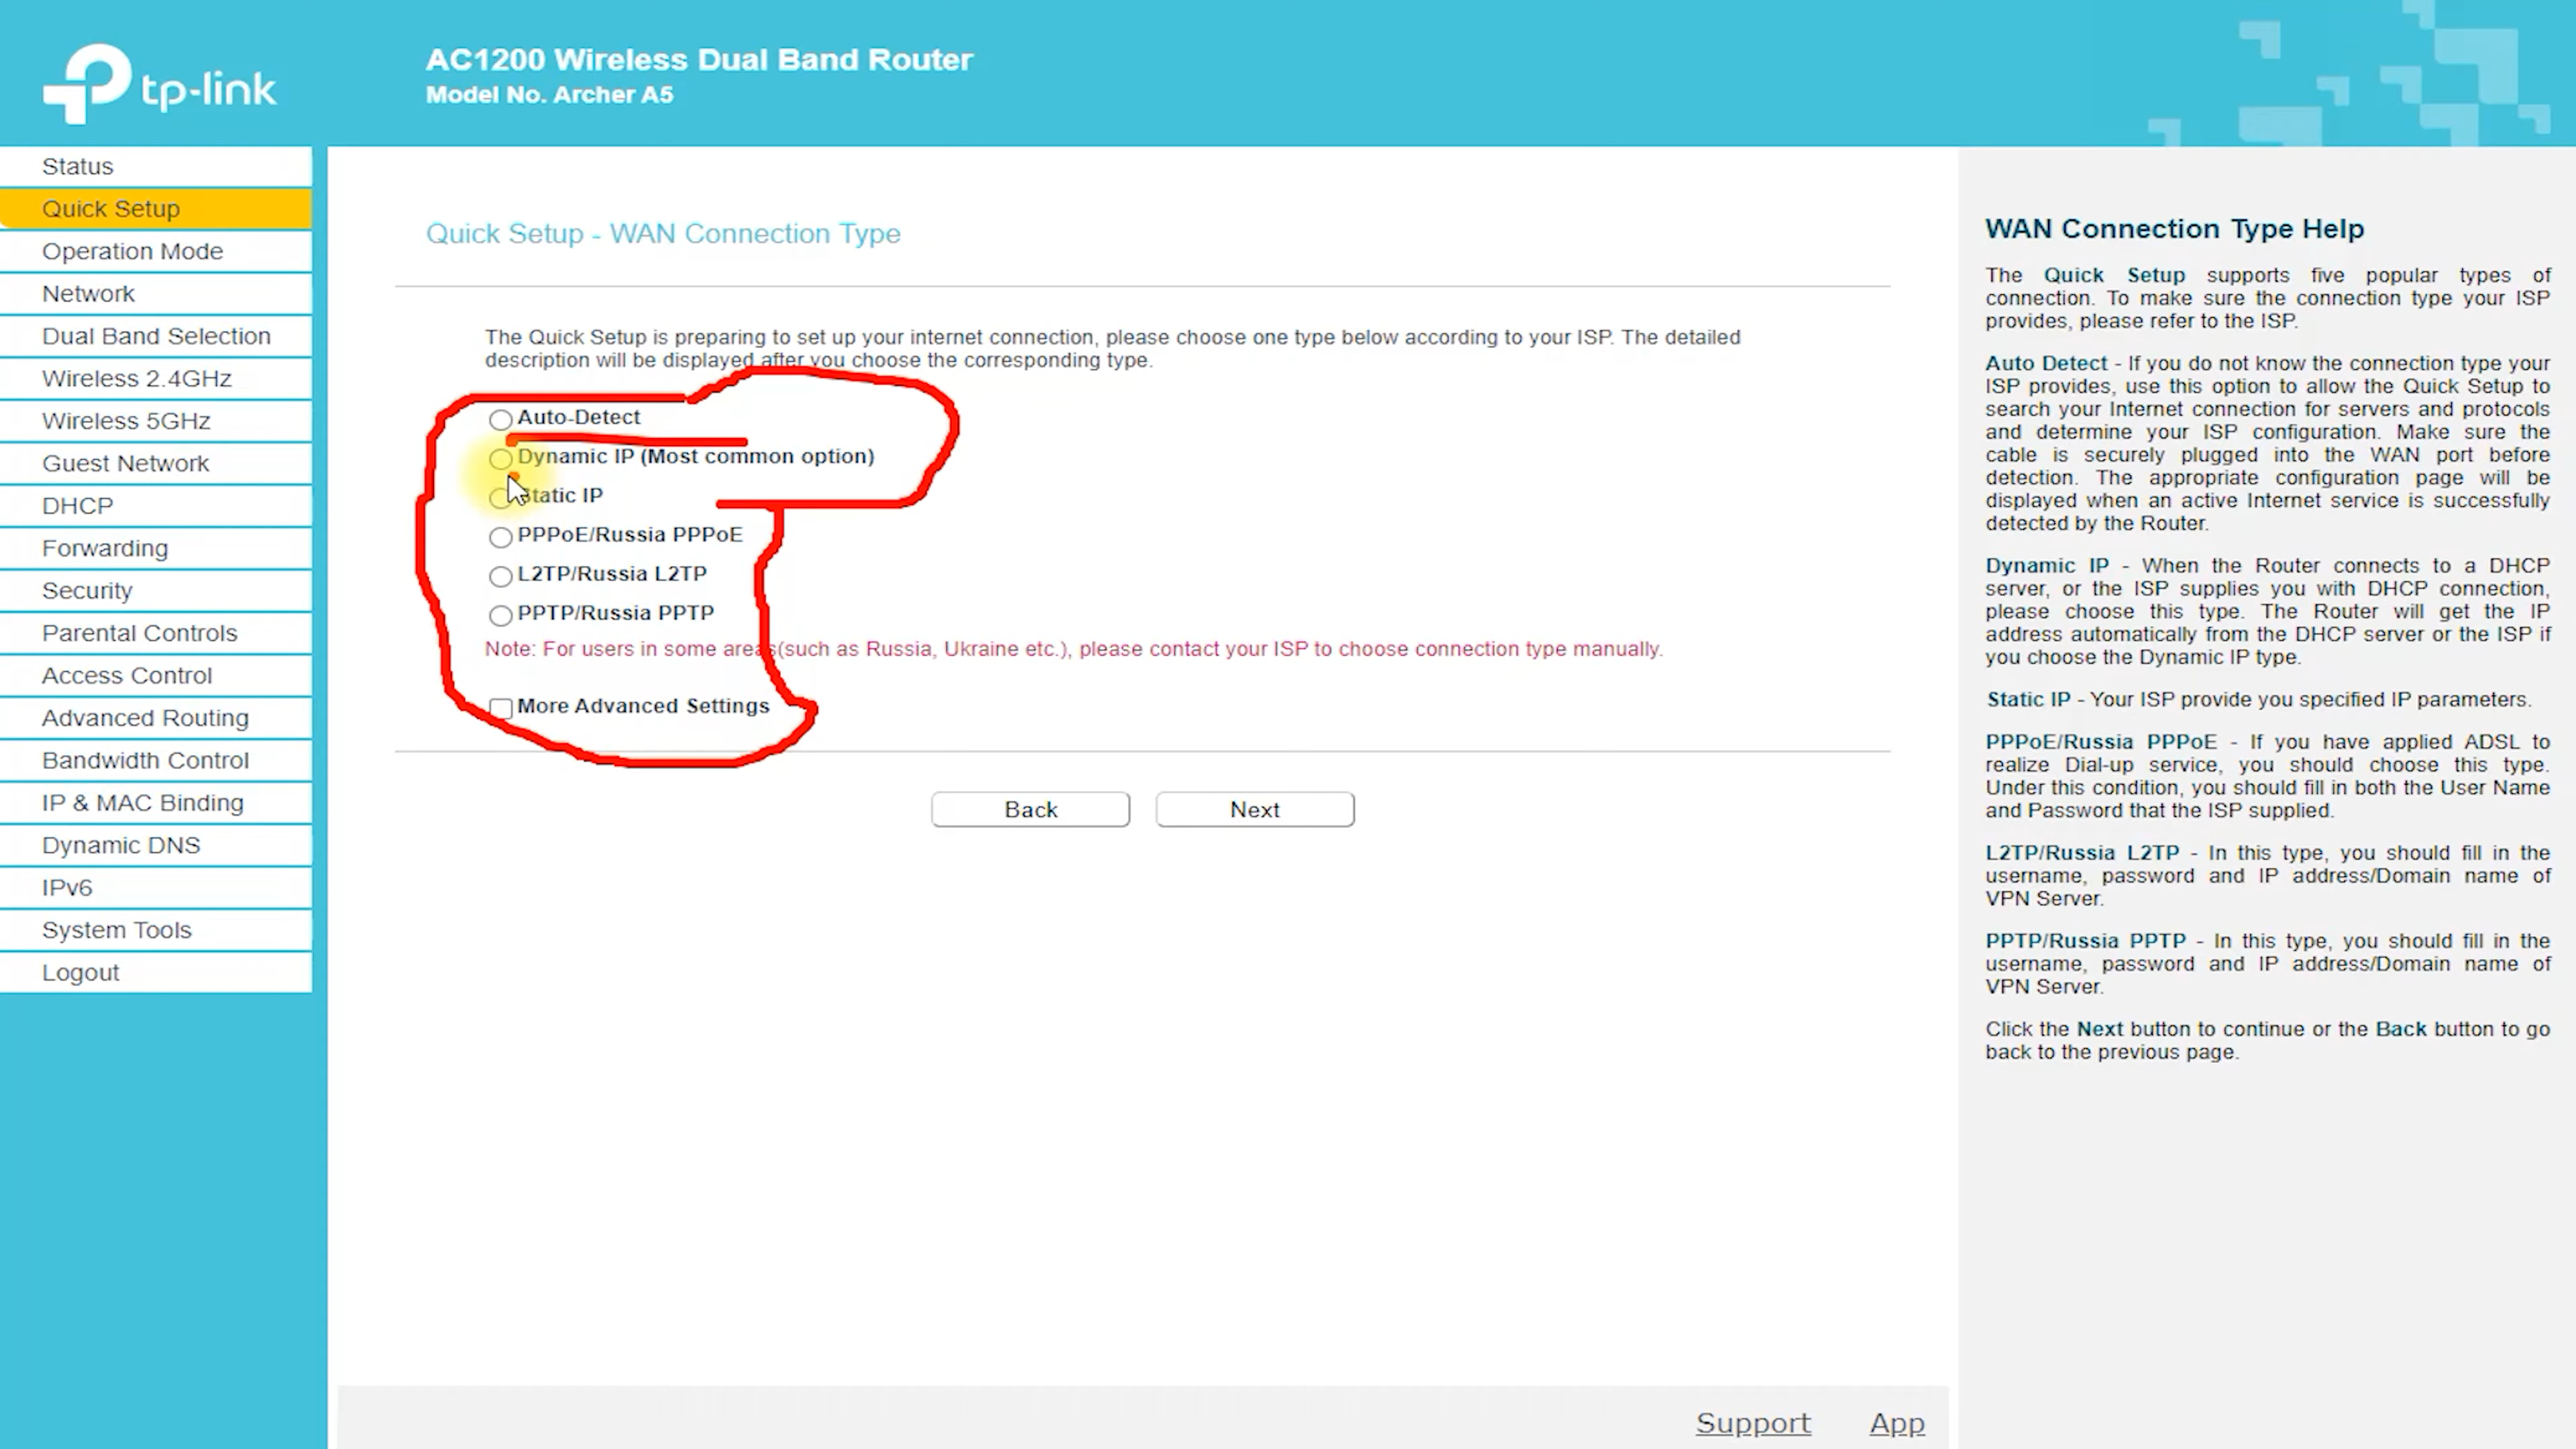 tp-link
AC1200 Wireless Dual Band Router
Model No. Archer A5
Status
Quick Setup
Operation Mode
Network
Dual Band Selection
Wireless 2.4GHz
Wireless 5GHz
Guest Network
DHCP
Forwarding
Security
Parental Controls
Access Control
Advanced Routing
Bandwidth Control
IP & MAC Binding
Dynamic DNS
IPv6
System Tools
Logout
Quick Setup - WAN Connection Type
The Quick Setup is preparing to set up your internet connection, please choose one type below according to your ISP. The detailed
description will be displayed after you choose the corresponding type.
Auto-Detect
Dynamic IP (Most common option)
Static IP
PPPoE/Russia PPPoE
L2TP/Russia L2TP
PPTP/Russia PPTP
Note: For users in some areas(such as Russia, Ukraine etc.), please contact your ISP to choose connection type manually.
More Advanced Settings
Back
Next
WAN Connection Type Help
The Quick Setup supports five popular types of
connection. To make sure the connection type your ISP
provides, please refer to the ISP.
Auto Detect - If you do not know the connection type your
ISP provides, use this option to allow the Quick Setup to
search your Internet connection for servers and protocols
and determine your ISP configuration. Make sure the
cable is securely plugged into the WAN port before
detection. The appropriate configuration page will be
displayed when an active Internet service is successfully
detected by the Router.
Dynamic IP - When the Router connects to a DHCP
server, or the ISP supplies you with DHCP connection,
please choose this type. The Router will get the IP
address automatically from the DHCP server or the ISP if
you choose the Dynamic IP type.
Static IP - Your ISP provide you specified IP parameters.
PPPoE/Russia PPPoE - If you have applied ADSL to
realize Dial-up service, you should choose this type.
Under this condition, you should fill in both the User Name
and Password that the ISP supplied.
L2TP/Russia L2TP - In this type, you should fill in the
username, password and IP address/Domain name of
VPN Server.
PPTP/Russia PPTP - In this type, you should fill in the
username, password and IP address/Domain name of
VPN Server.
Click the Next button to continue or the Back button to go
back to the previous page.
Support
App